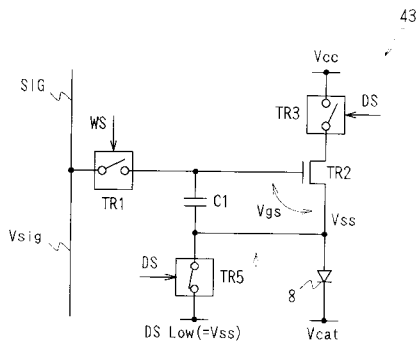 43
Vcc
SIG
TR3
DS
WS
TR1
TR2
C1
Vgs
Vss
Vsig
DS
TR5
8
DS Low(=Vss)
Vcat